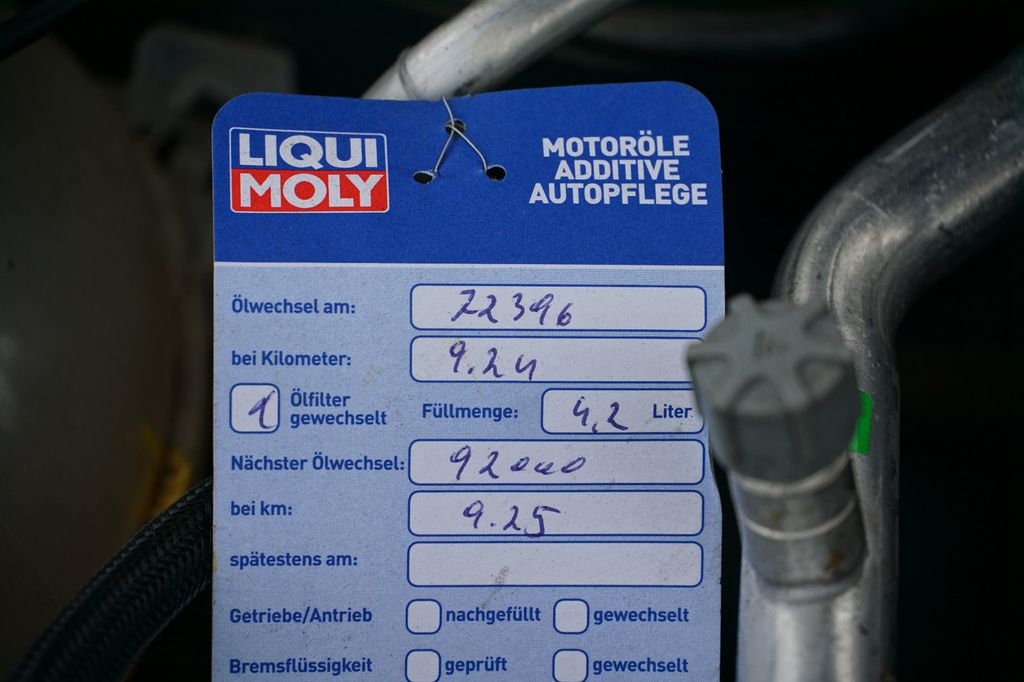 LIQUI
MOLY
MOTORÖLE
ADDITIVE
AUTOPFLEGE
Ölwechsel am: 72396
bei Kilometer: 9.24
1 Ölfilter gewechselt Füllmenge: 4,2 Liter
Nächster Ölwechsel: 92000
bei km: 9.25
spätestens am:
Getriebe/Antrieb nachgefüllt gewechselt
Bremsflüssigkeit geprüft gewechselt